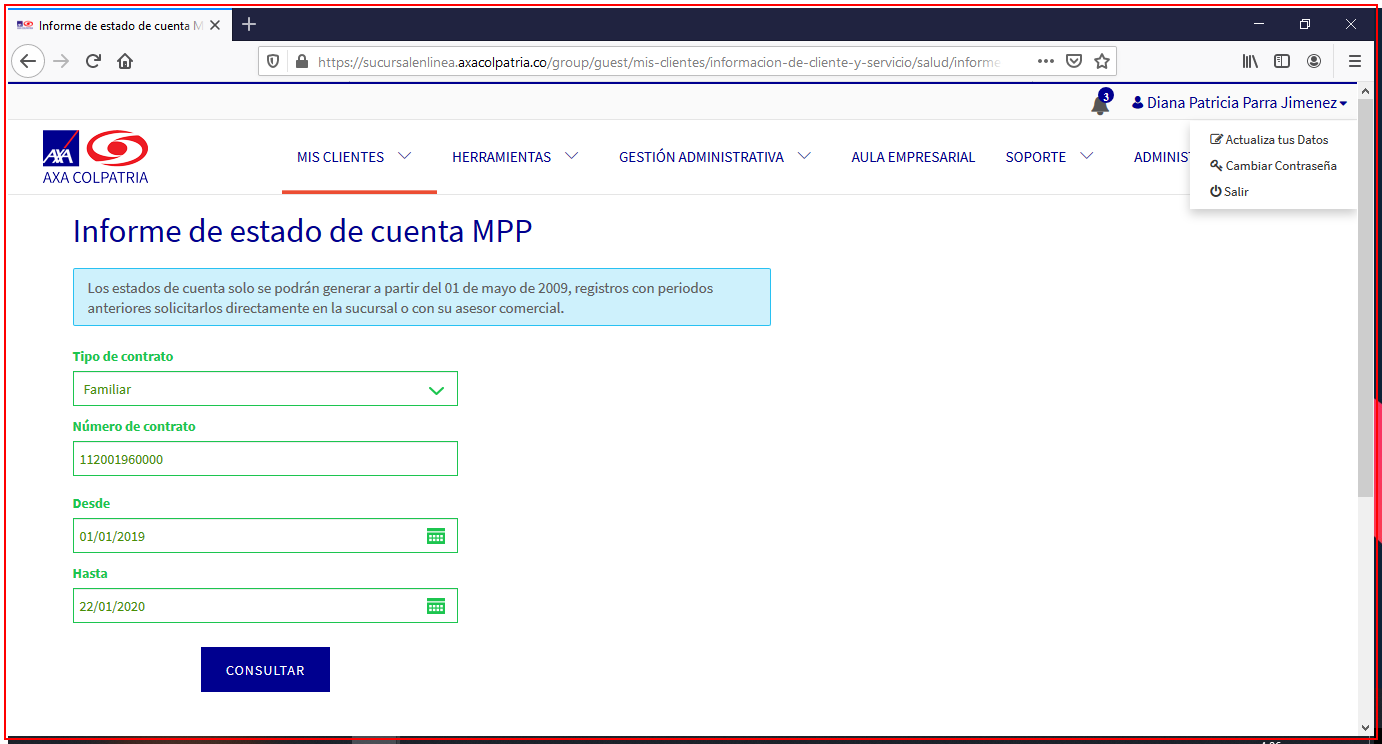 Informe de estado de cuenta M
https://sucursalenlinea.axacolpatria.co/group/guest/mis-clientes/informacion-de-cliente-y-servicio/salud/informe
3
Diana Patricia Parra Jimenez
Actualiza tus Datos
Cambiar Contraseña
Salir
AXA
AXA COLPATRIA
MIS CLIENTES
HERRAMIENTAS
GESTIÓN ADMINISTRATIVA
AULA EMPRESARIAL
SOPORTE
ADMINIST
Informe de estado de cuenta MPP
Los estados de cuenta solo se podrán generar a partir del 01 de mayo de 2009, registros con periodos
anteriores solicitarlos directamente en la sucursal o con su asesor comercial.
Tipo de contrato
Familiar
Número de contrato
112001960000
Desde
01/01/2019
Hasta
22/01/2020
CONSULTAR